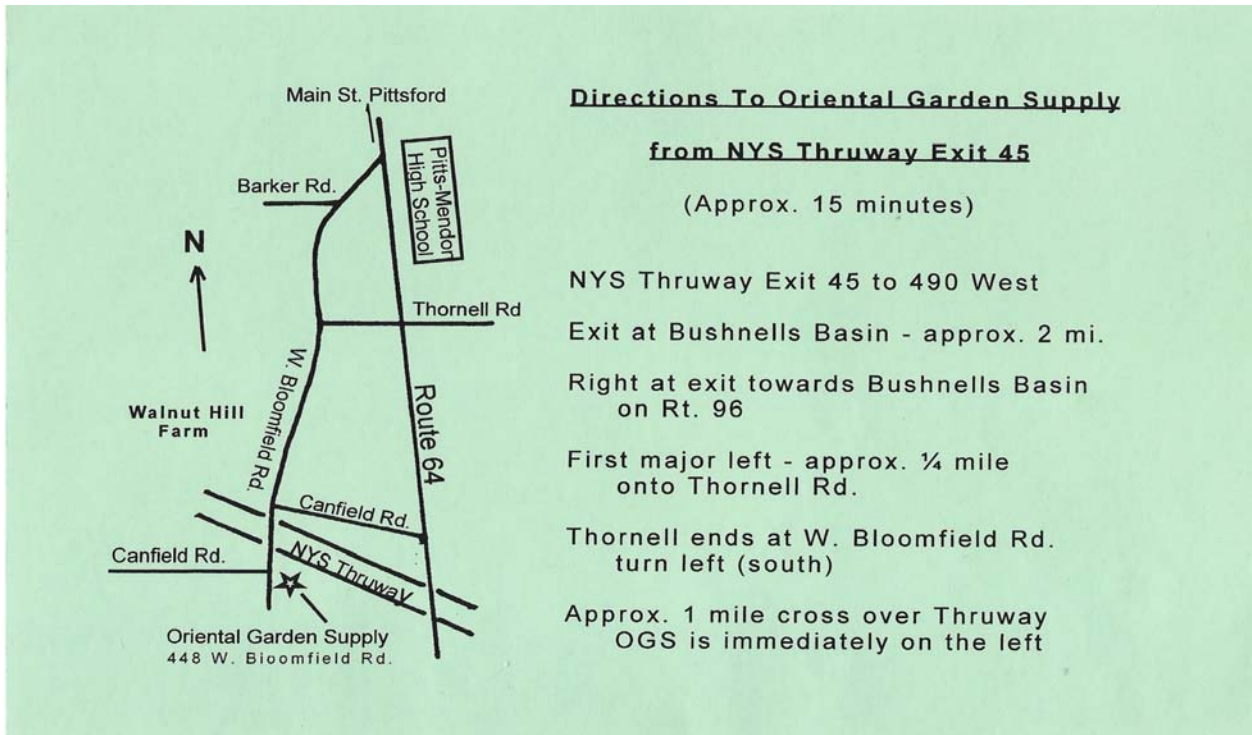 Main St. Pittsford
Pitts-Mendon
High School
Barker Rd.
N
Thornell Rd
W. Bloomfield Rd.
Route 64
Walnut Hill
Farm
Canfield Rd.
NYS Thruway
Canfield Rd.
Oriental Garden Supply
448 W. Bloomfield Rd.
Directions To Oriental Garden Supply
from NYS Thruway Exit 45
(Approx. 15 minutes)
NYS Thruway Exit 45 to 490 West
Exit at Bushnells Basin - approx. 2 mi.
Right at exit towards Bushnells Basin
on Rt. 96
First major left - approx. ¼ mile
onto Thornell Rd.
Thornell ends at W. Bloomfield Rd.
turn left (south)
Approx. 1 mile cross over Thruway
OGS is immediately on the left